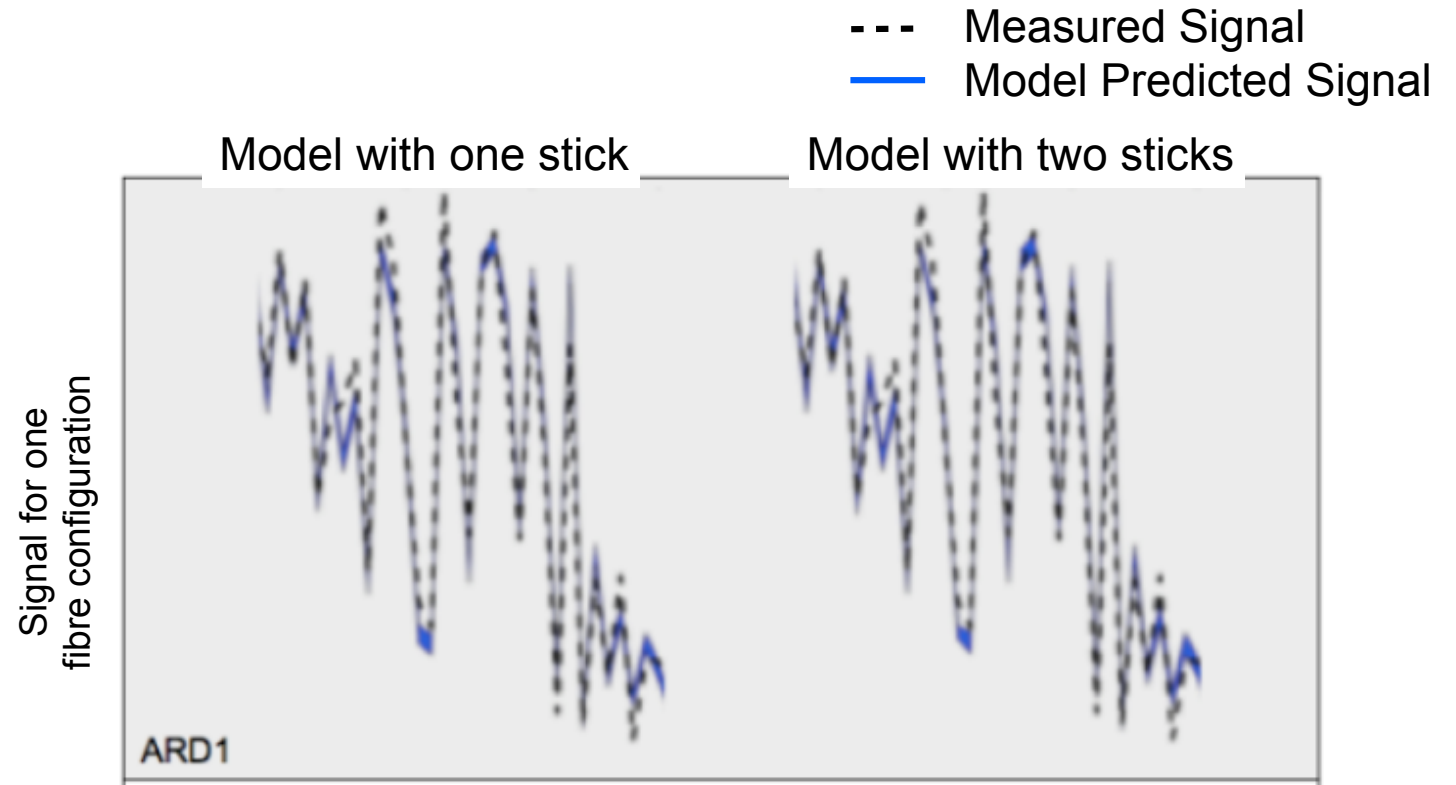 Measured Signal
Model Predicted Signal
Model with one stick
Model with two sticks
Signal for one
fibre configuration
ARD1